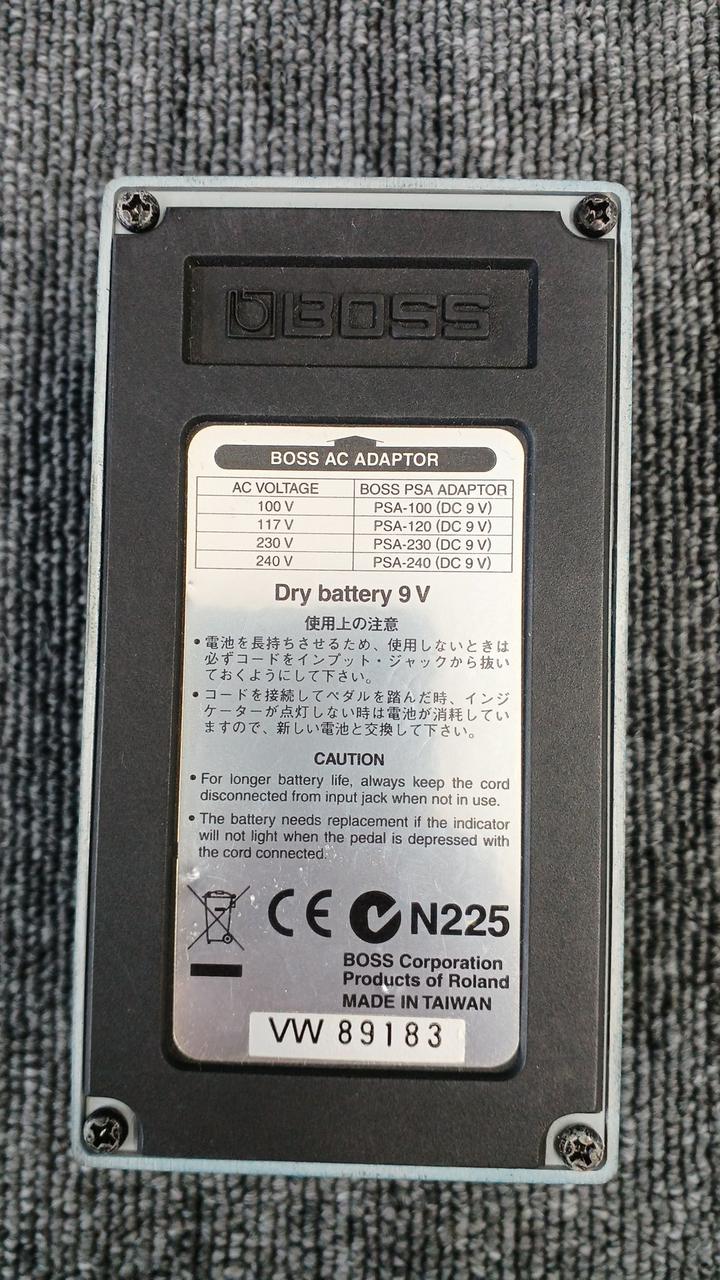 BOSS
BOSS AC ADAPTOR
AC VOLTAGE BOSS PSA ADAPTOR
100 V PSA-100 (DC 9 V)
117 V PSA-120 (DC 9 V)
230 V PSA-230 (DC 9 V)
240 V PSA-240 (DC 9 V)
Dry battery 9 V
使用上の注意
• 電池を長持ちさせるため、使用しないときは
必ずコードをインプット・ジャックから抜い
ておくようにして下さい。
• コードを接続してペダルを踏んだ時、インジ
ケーターが点灯しない時は電池が消耗してい
ますので、新しい電池と交換して下さい。
CAUTION
• For longer battery life, always keep the cord
disconnected from input jack when not in use.
• The battery needs replacement if the indicator
will not light when the pedal is depressed with
the cord connected.
CE N225
BOSS Corporation
Products of Roland
MADE IN TAIWAN
VW 89183